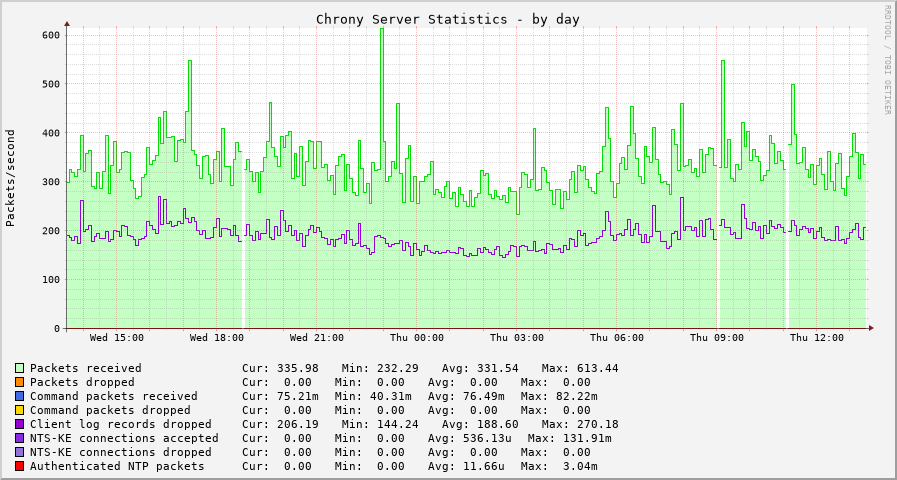 Chrony Server Statistics - by day
RRDTOOL / TOBI OETIKER
Packets/second
600
500
400
300
200
100
0
Wed 15:00 Wed 18:00 Wed 21:00 Thu 00:00 Thu 03:00 Thu 06:00 Thu 09:00 Thu 12:00
Packets received Cur: 335.98 Min: 232.29 Avg: 331.54 Max: 613.44
Packets dropped Cur: 0.00 Min: 0.00 Avg: 0.00 Max: 0.00
Command packets received Cur: 75.21m Min: 40.31m Avg: 76.49m Max: 82.22m
Command packets dropped Cur: 0.00 Min: 0.00 Avg: 0.00 Max: 0.00
Client log records dropped Cur: 206.19 Min: 144.24 Avg: 188.60 Max: 270.18
NTS-KE connections accepted Cur: 0.00 Min: 0.00 Avg: 536.13u Max: 131.91m
NTS-KE connections dropped Cur: 0.00 Min: 0.00 Avg: 0.00 Max: 0.00
Authenticated NTP packets Cur: 0.00 Min: 0.00 Avg: 11.66u Max: 3.04m